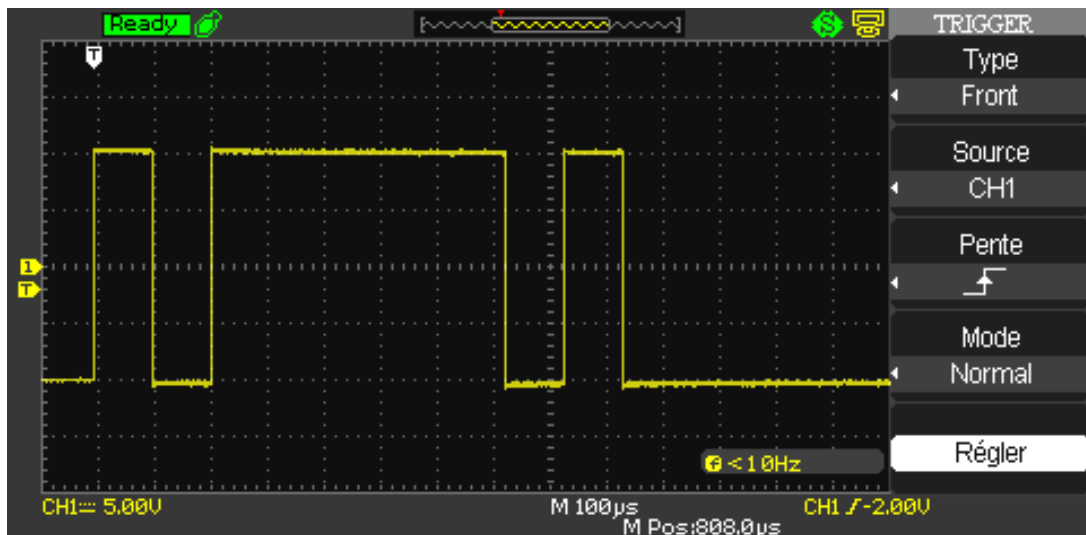 Ready
S
TRIGGER
T
Type
Front
Source
CH1
1
Pente
T
Mode
Normal
f <10Hz
Régler
CH1 5.00V
M 100µs
CH1 -2.00V
M Pos:808.0µs